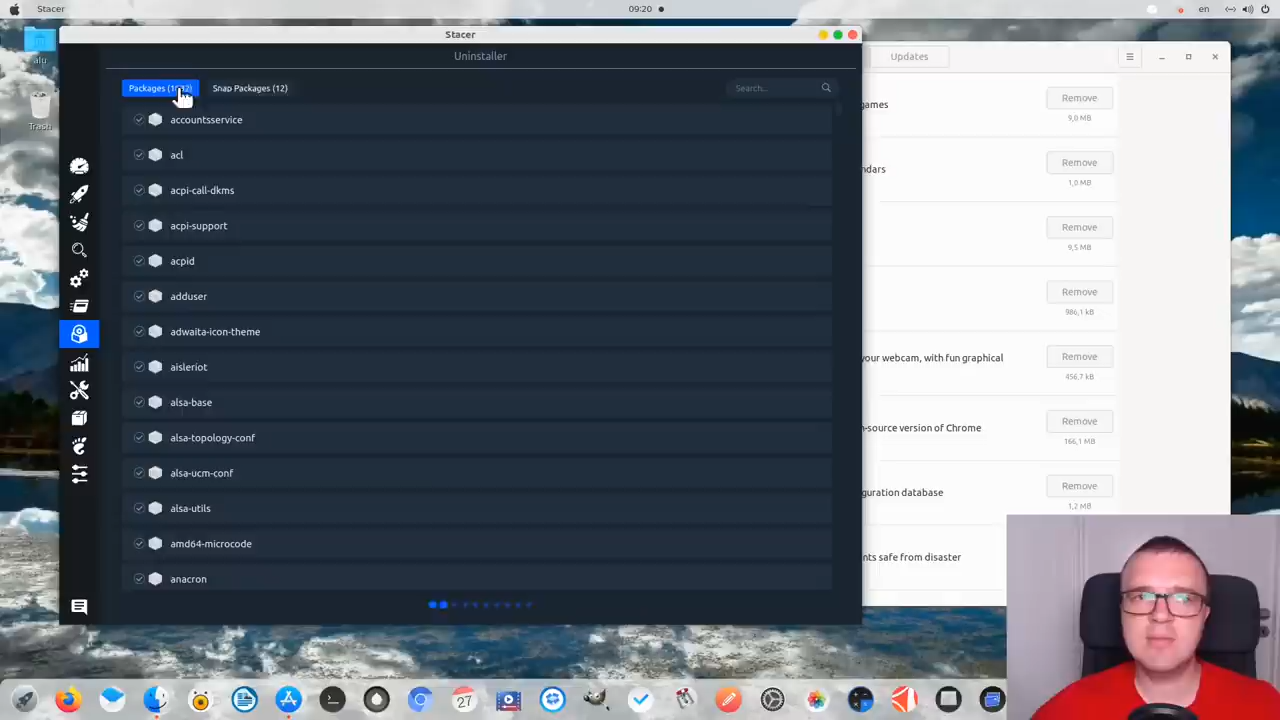 Stacer
09:20
en
alu
Trash
Stacer
Uninstaller
Packages
Snap Packages (12)
Search...
accountsservice
acl
acpi-call-dkms
acpi-support
acpid
adduser
adwaita-icon-theme
aisleriot
alsa-base
alsa-topology-conf
alsa-ucm-conf
alsa-utils
amd64-microcode
anacron
Updates
games
Remove
9,0 MB
Remove
1,0 MB
Remove
9,5 MB
Remove
986,1 kB
your webcam, with fun graphical
Remove
456,7 kB
source version of Chrome
Remove
166,1 MB
database
Remove
1,2 MB
safe from disaster
27